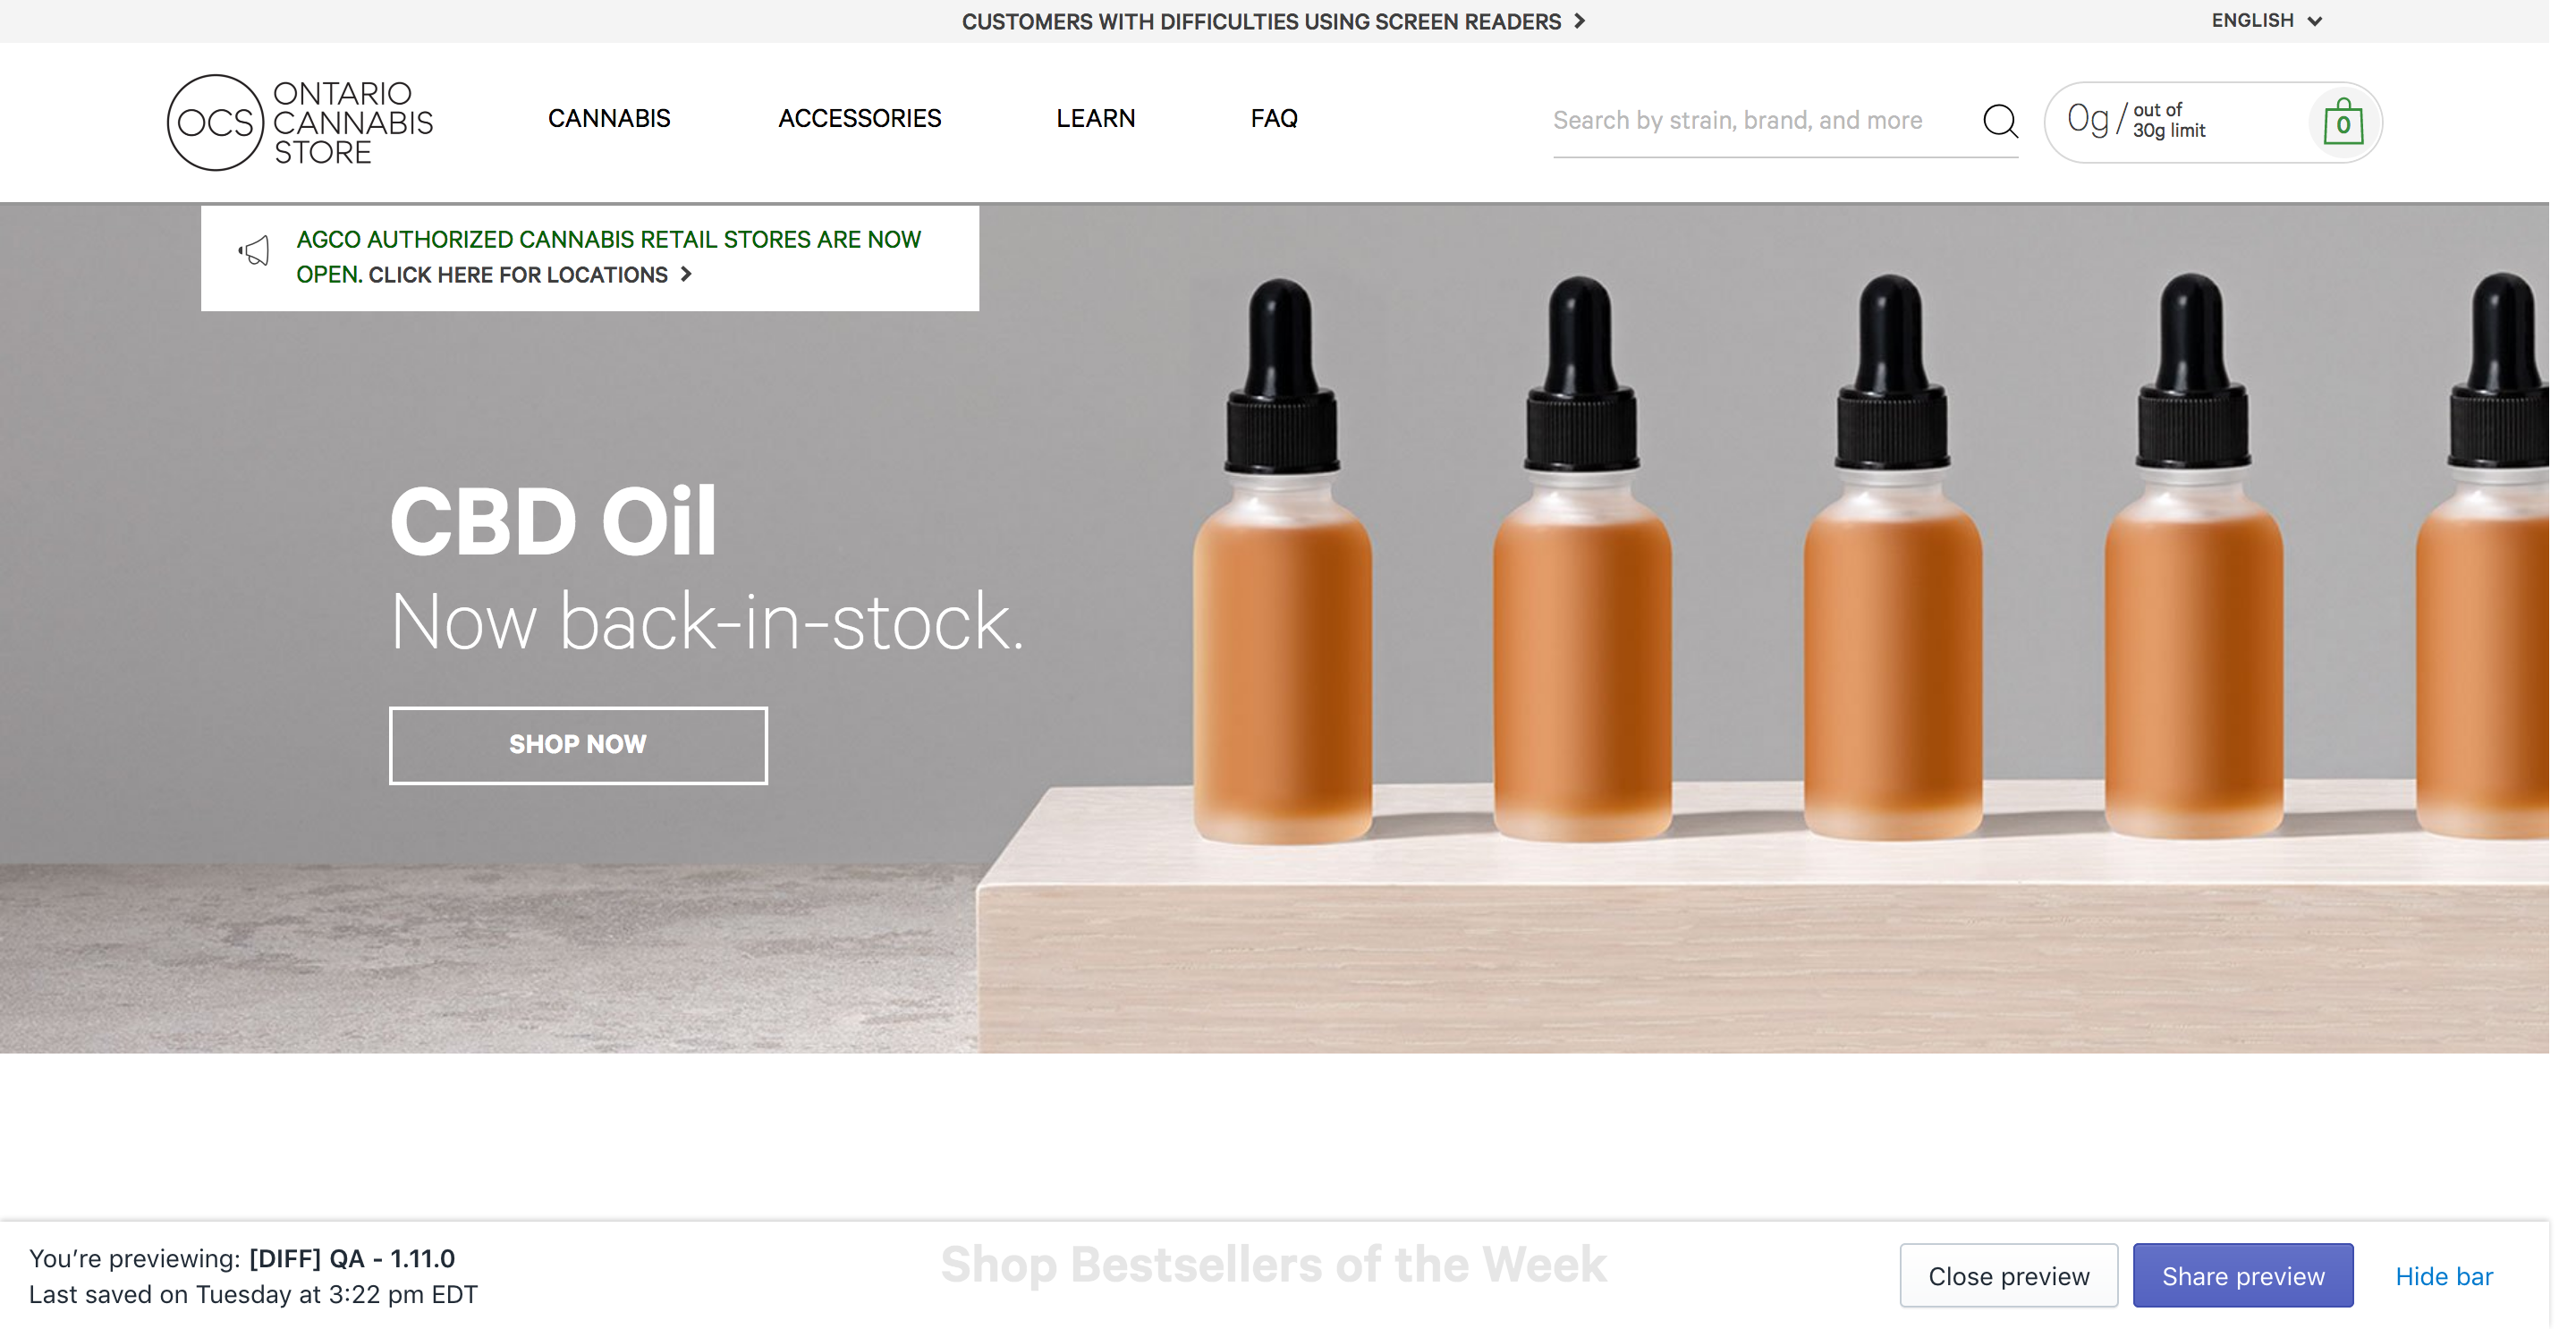 CUSTOMERS WITH DIFFICULTIES USING SCREEN READERS
ENGLISH
OCS
ONTARIO
CANNABIS
STORE
CANNABIS
ACCESSORIES
LEARN
FAQ
Search by strain, brand, and more
0g/
out of
30g limit
0
AGCO AUTHORIZED CANNABIS RETAIL STORES ARE NOW
OPEN. CLICK HERE FOR LOCATIONS
CBD Oil
Now back-in-stock.
SHOP NOW
Shop Bestsellers of the Week
You're previewing: [DIFF] QA - 1.11.0
Last saved on Tuesday at 3:22 pm EDT
Close preview
Share preview
Hide bar